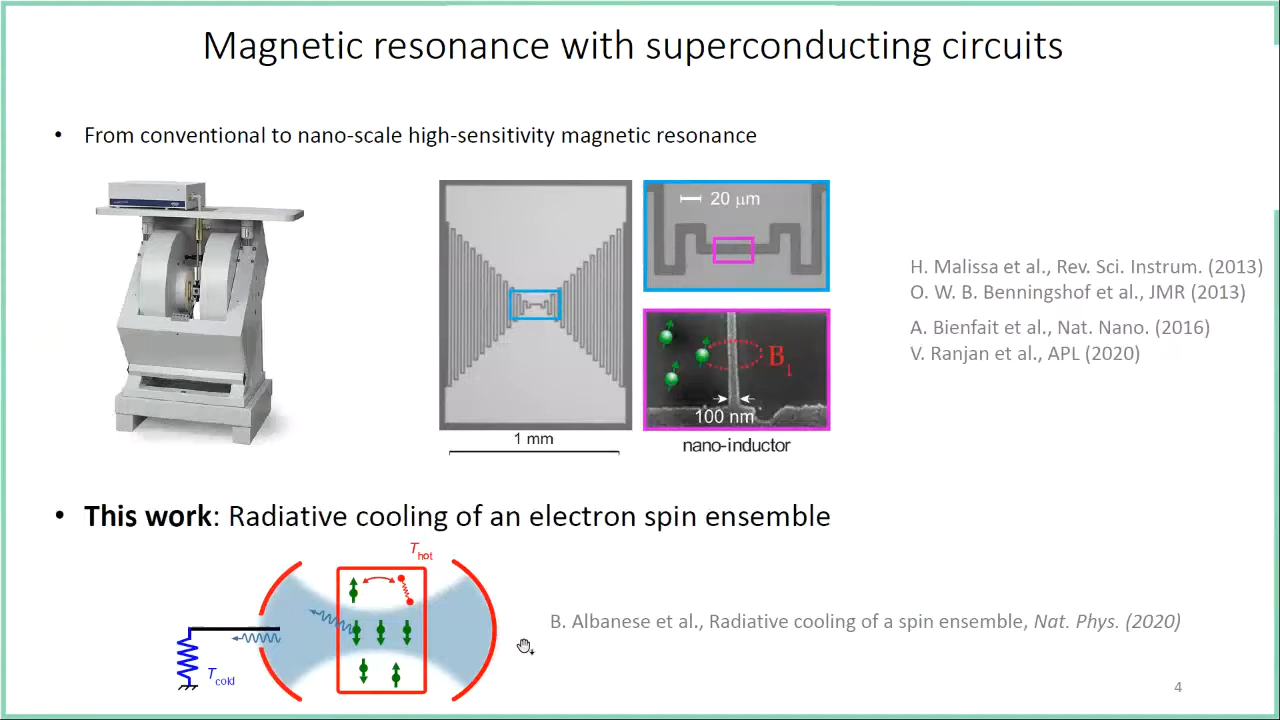 Magnetic resonance with superconducting circuits
• From conventional to nano-scale high-sensitivity magnetic resonance
20 μm
B1
100 nm
1 mm
nano-inductor
H. Malissa et al., Rev. Sci. Instrum. (2013)
O. W. B. Benningshof et al., JMR (2013)
A. Bienfait et al., Nat. Nano. (2016)
V. Ranjan et al., APL (2020)
• This work: Radiative cooling of an electron spin ensemble
Thot
Tcold
B. Albanese et al., Radiative cooling of a spin ensemble, Nat. Phys. (2020)
4